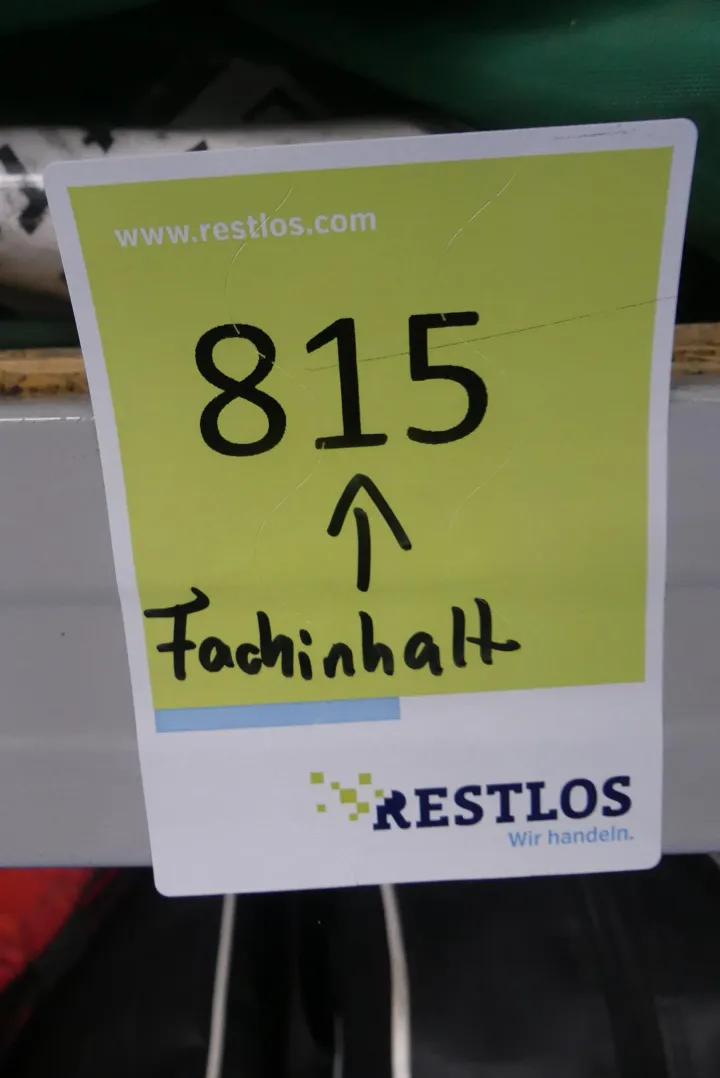 www.restlos.com
815
↑
Fachinhalt
RESTLOS
Wir handeln.